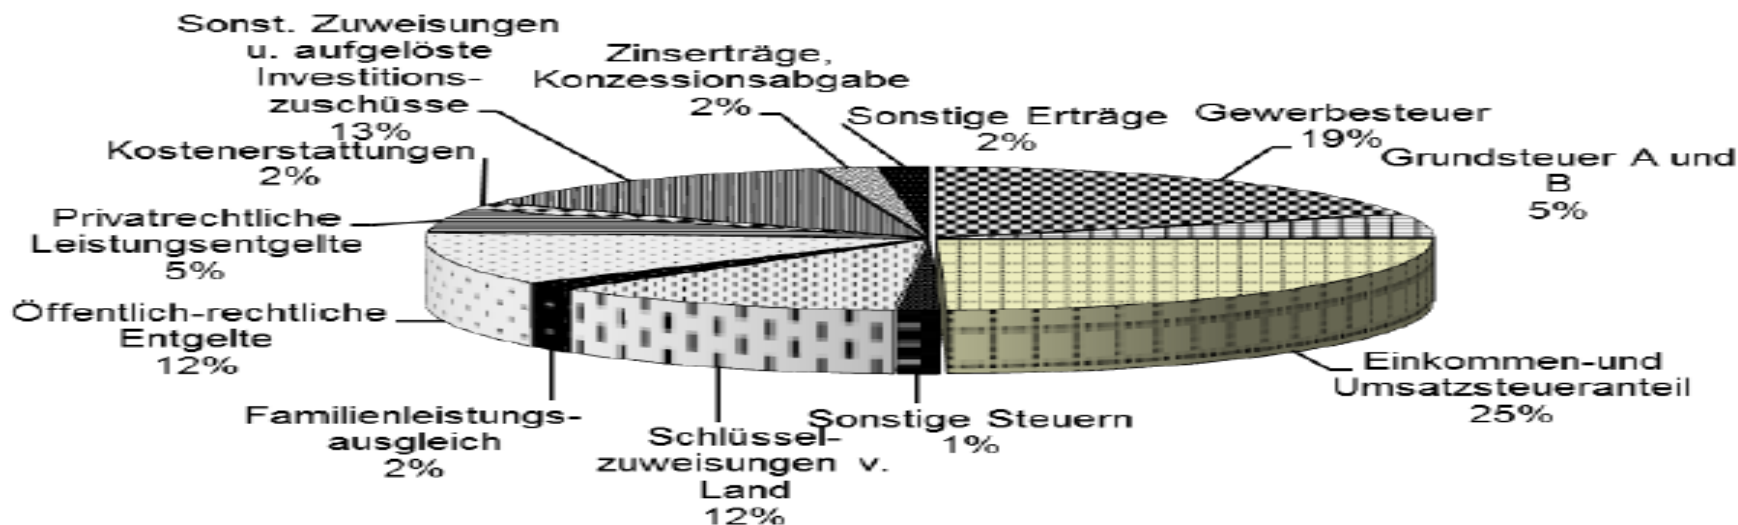 Sonst. Zuweisungen
u. aufgelöste
Investitions-
zuschüsse
13%
Zinserträge,
Konzessionsabgabe
2%
Sonstige Erträge
2%
Gewerbesteuer
19%
Grundsteuer A und
B
5%
Kostenerstattungen
2%
Privatrechtliche
Leistungsentgelte
5%
Öffentlich-rechtliche
Entgelte
12%
Familienleistungs-
ausgleich
2%
Schlüssel-
zuweisungen v.
Land
12%
Sonstige Steuern
1%
Einkommen-und
Umsatzsteueranteil
25%